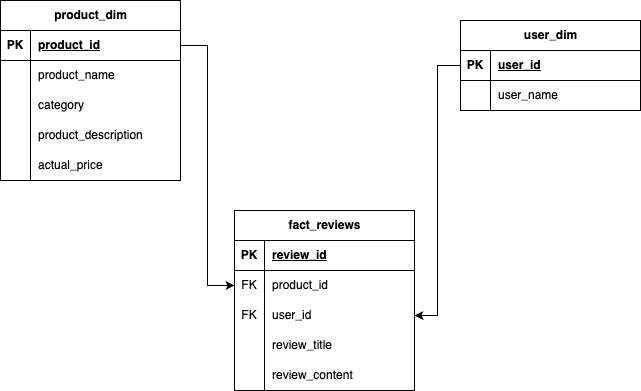 product_dim
PK product_id
product_name
category
product_description
actual_price
user_dim
PK user_id
user_name
fact_reviews
PK review_id
FK product_id
FK user_id
review_title
review_content